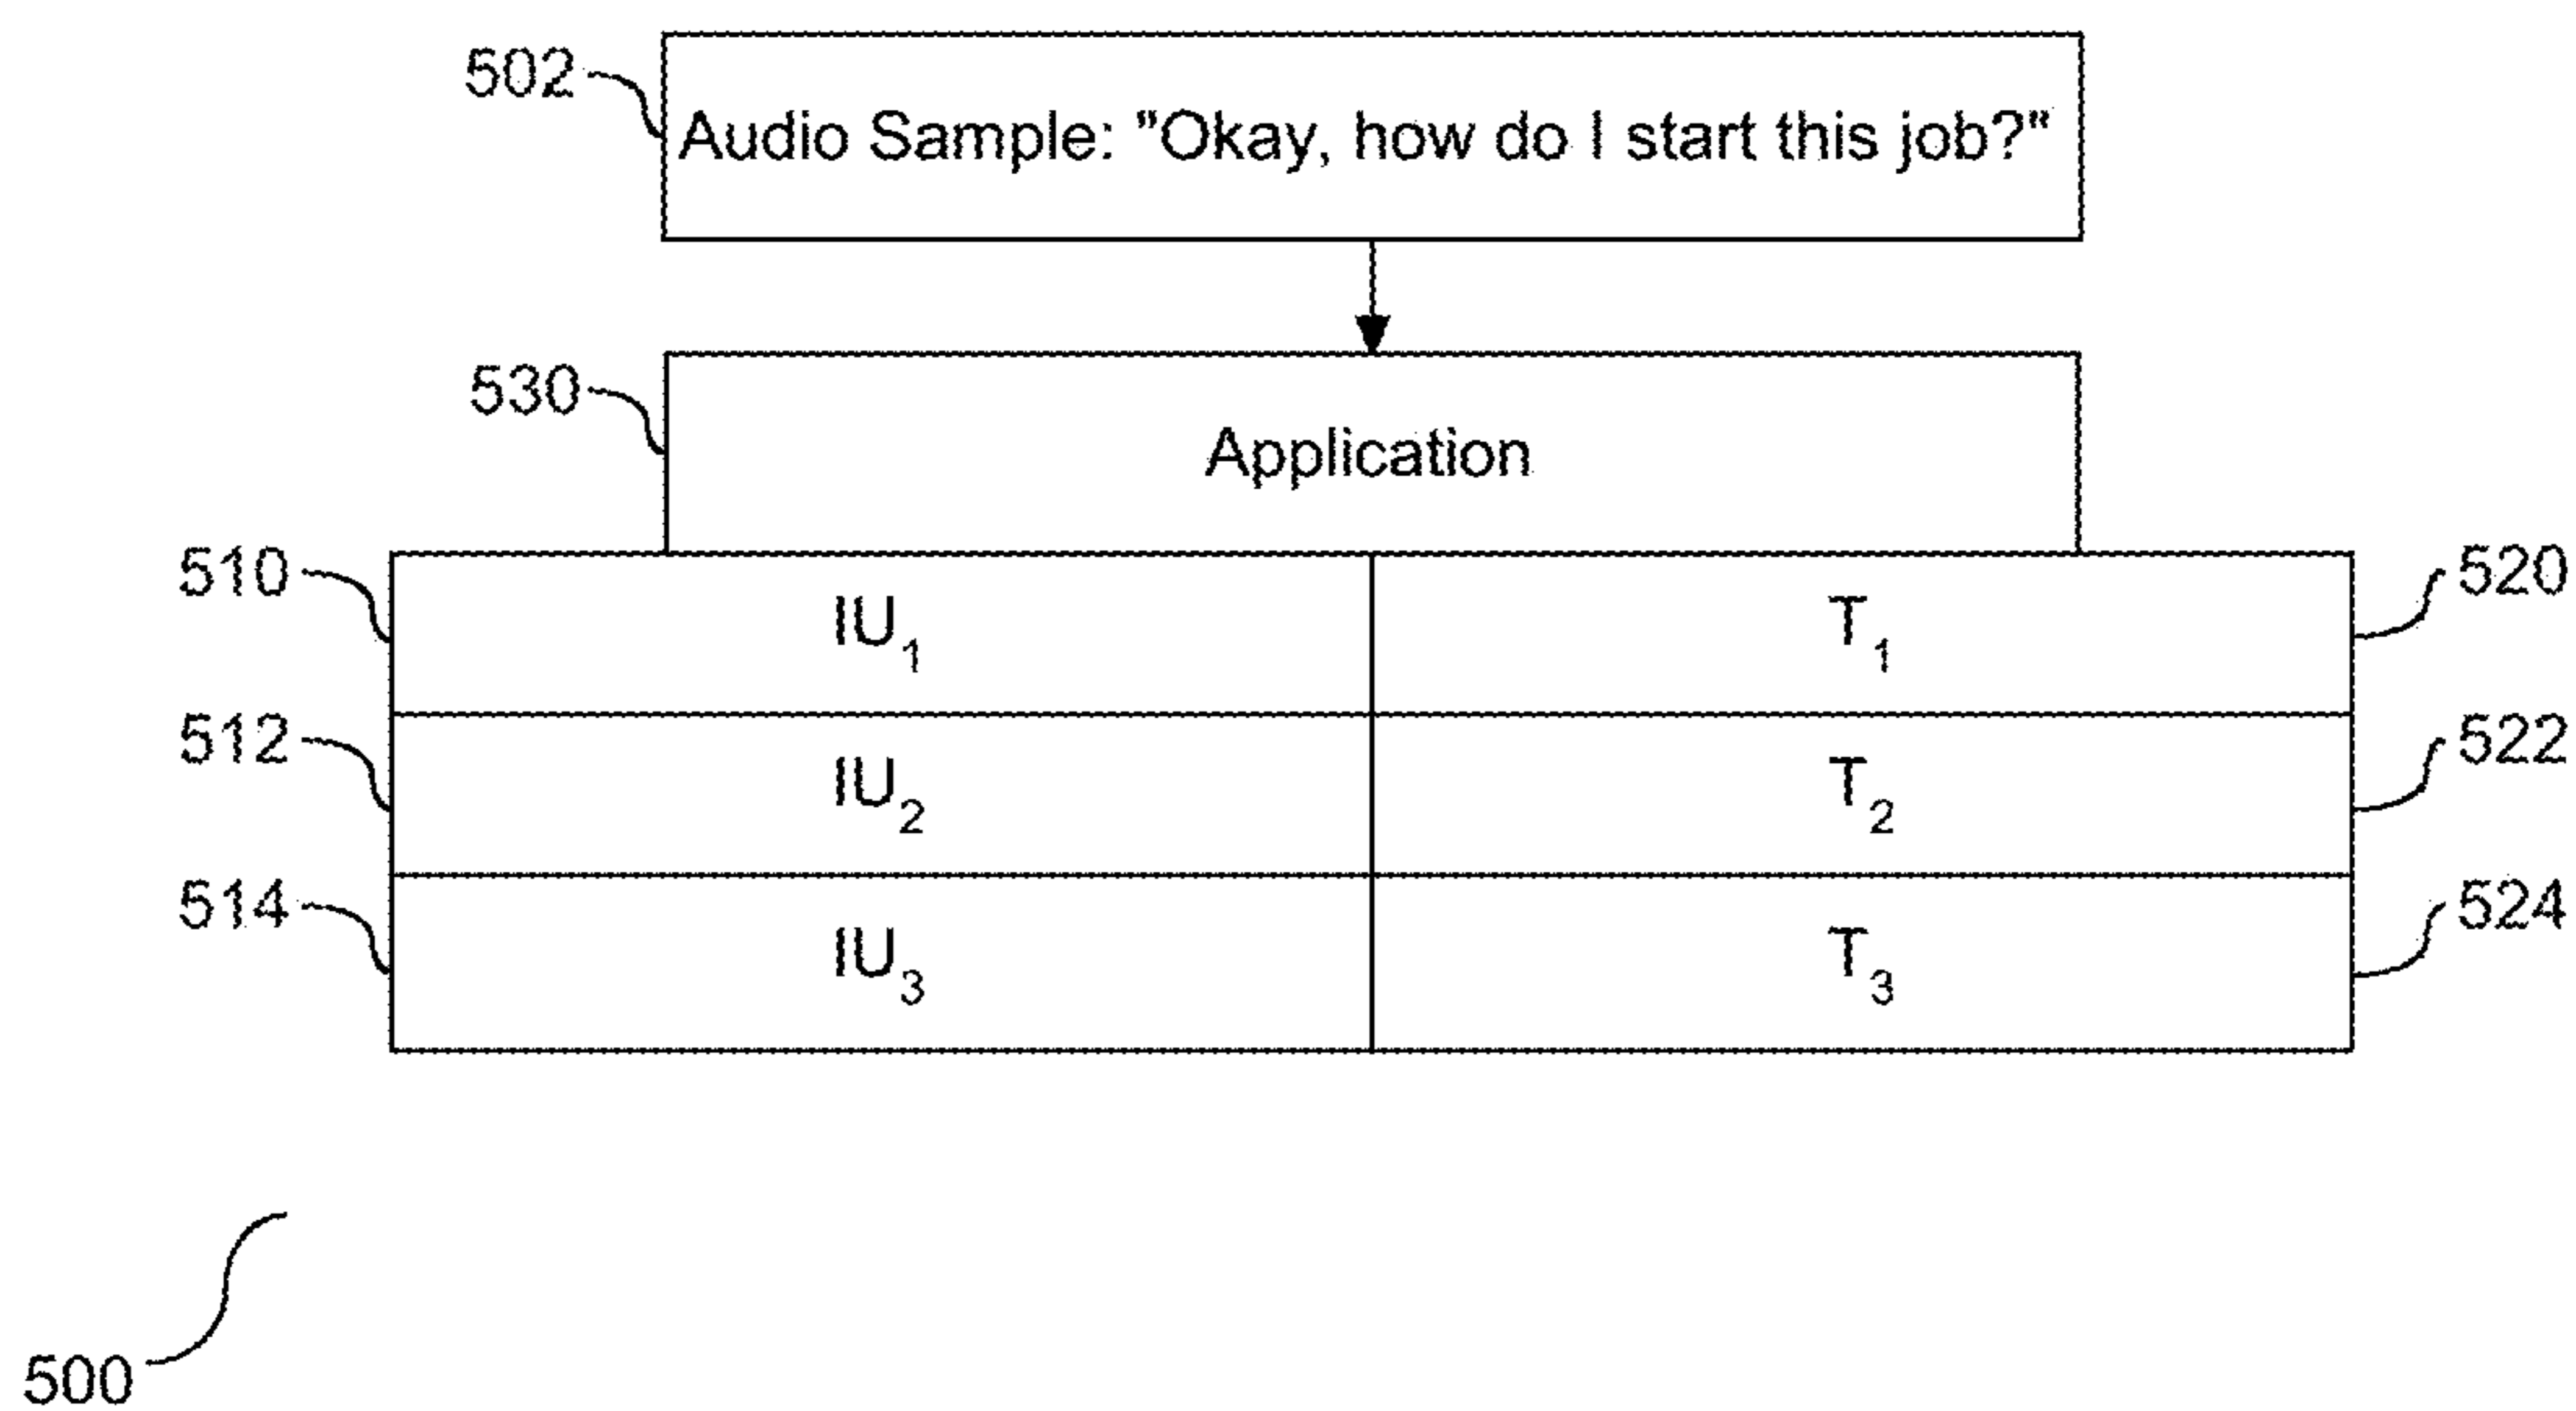 502
Audio Sample: "Okay, how do I start this job?"
530
Application
510 IU₁ T₁ 520
512 IU₂ T₂ 522
514 IU₃ T₃ 524
500